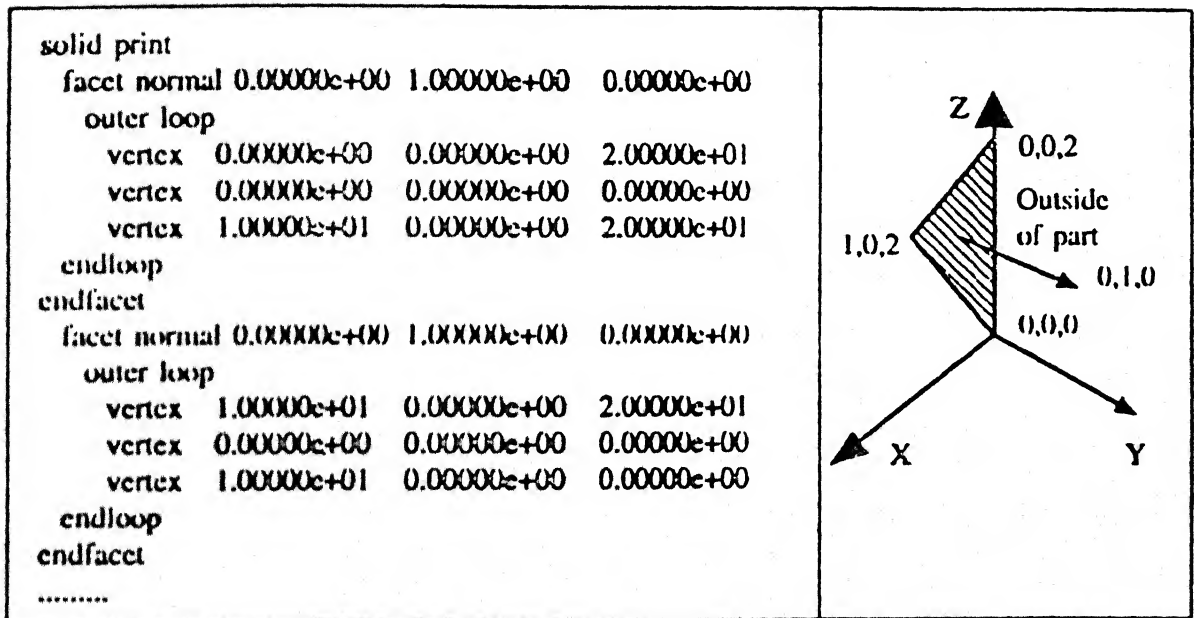 solid print
facet normal 0.00000e+00 1.00000e+00 0.00000e+00
outer loop
vertex 0.00000e+00 0.00000e+00 2.00000e+01
vertex 0.00000e+00 0.00000e+00 0.00000e+00
vertex 1.00000e+01 0.00000e+00 2.00000e+01
endloop
endfacet
facet normal 0.00000e+00 1.00000e+00 0.00000e+00
outer loop
vertex 1.00000e+01 0.00000e+00 2.00000e+01
vertex 0.00000e+00 0.00000e+00 0.00000e+00
vertex 1.00000e+01 0.00000e+00 0.00000e+00
endloop
endfacet
.........
Z
0,0,2
Outside
of part
1,0,2
0,1,0
0,0,0
X
Y